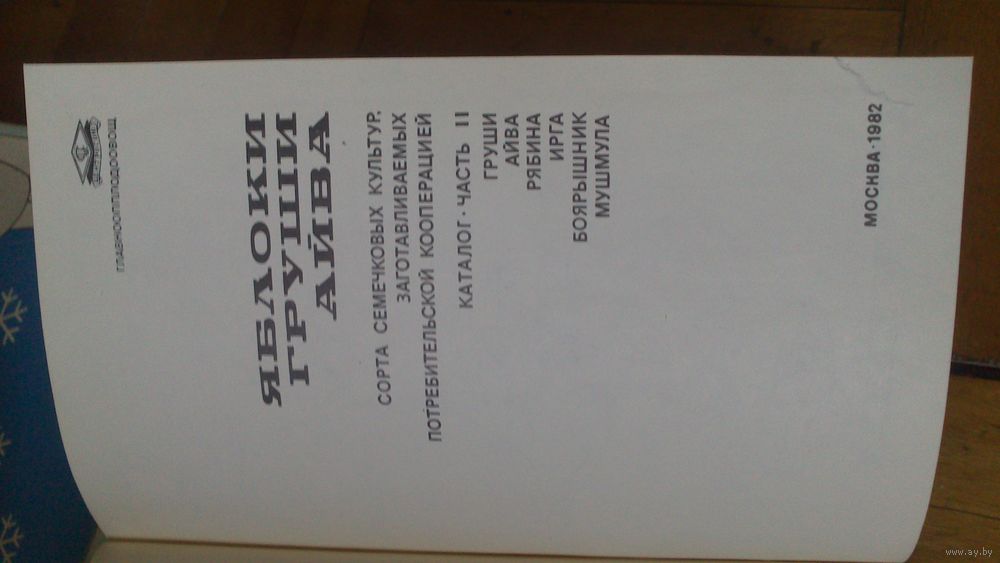 ГЛАВКООППЛОДООВОЩ
ЯБЛОКИ
ГРУШИ
АЙВА
СОРТА СЕМЕЧКОВЫХ КУЛЬТУР,
ЗАГОТАВЛИВАЕМЫХ
ПОТРЕБИТЕЛЬСКОЙ КООПЕРАЦИЕЙ
КАТАЛОГ · ЧАСТЬ II
ГРУШИ
АЙВА
РЯБИНА
ИРГА
БОЯРЫШНИК
МУШМУЛА
МОСКВА · 1982
www.ay.by